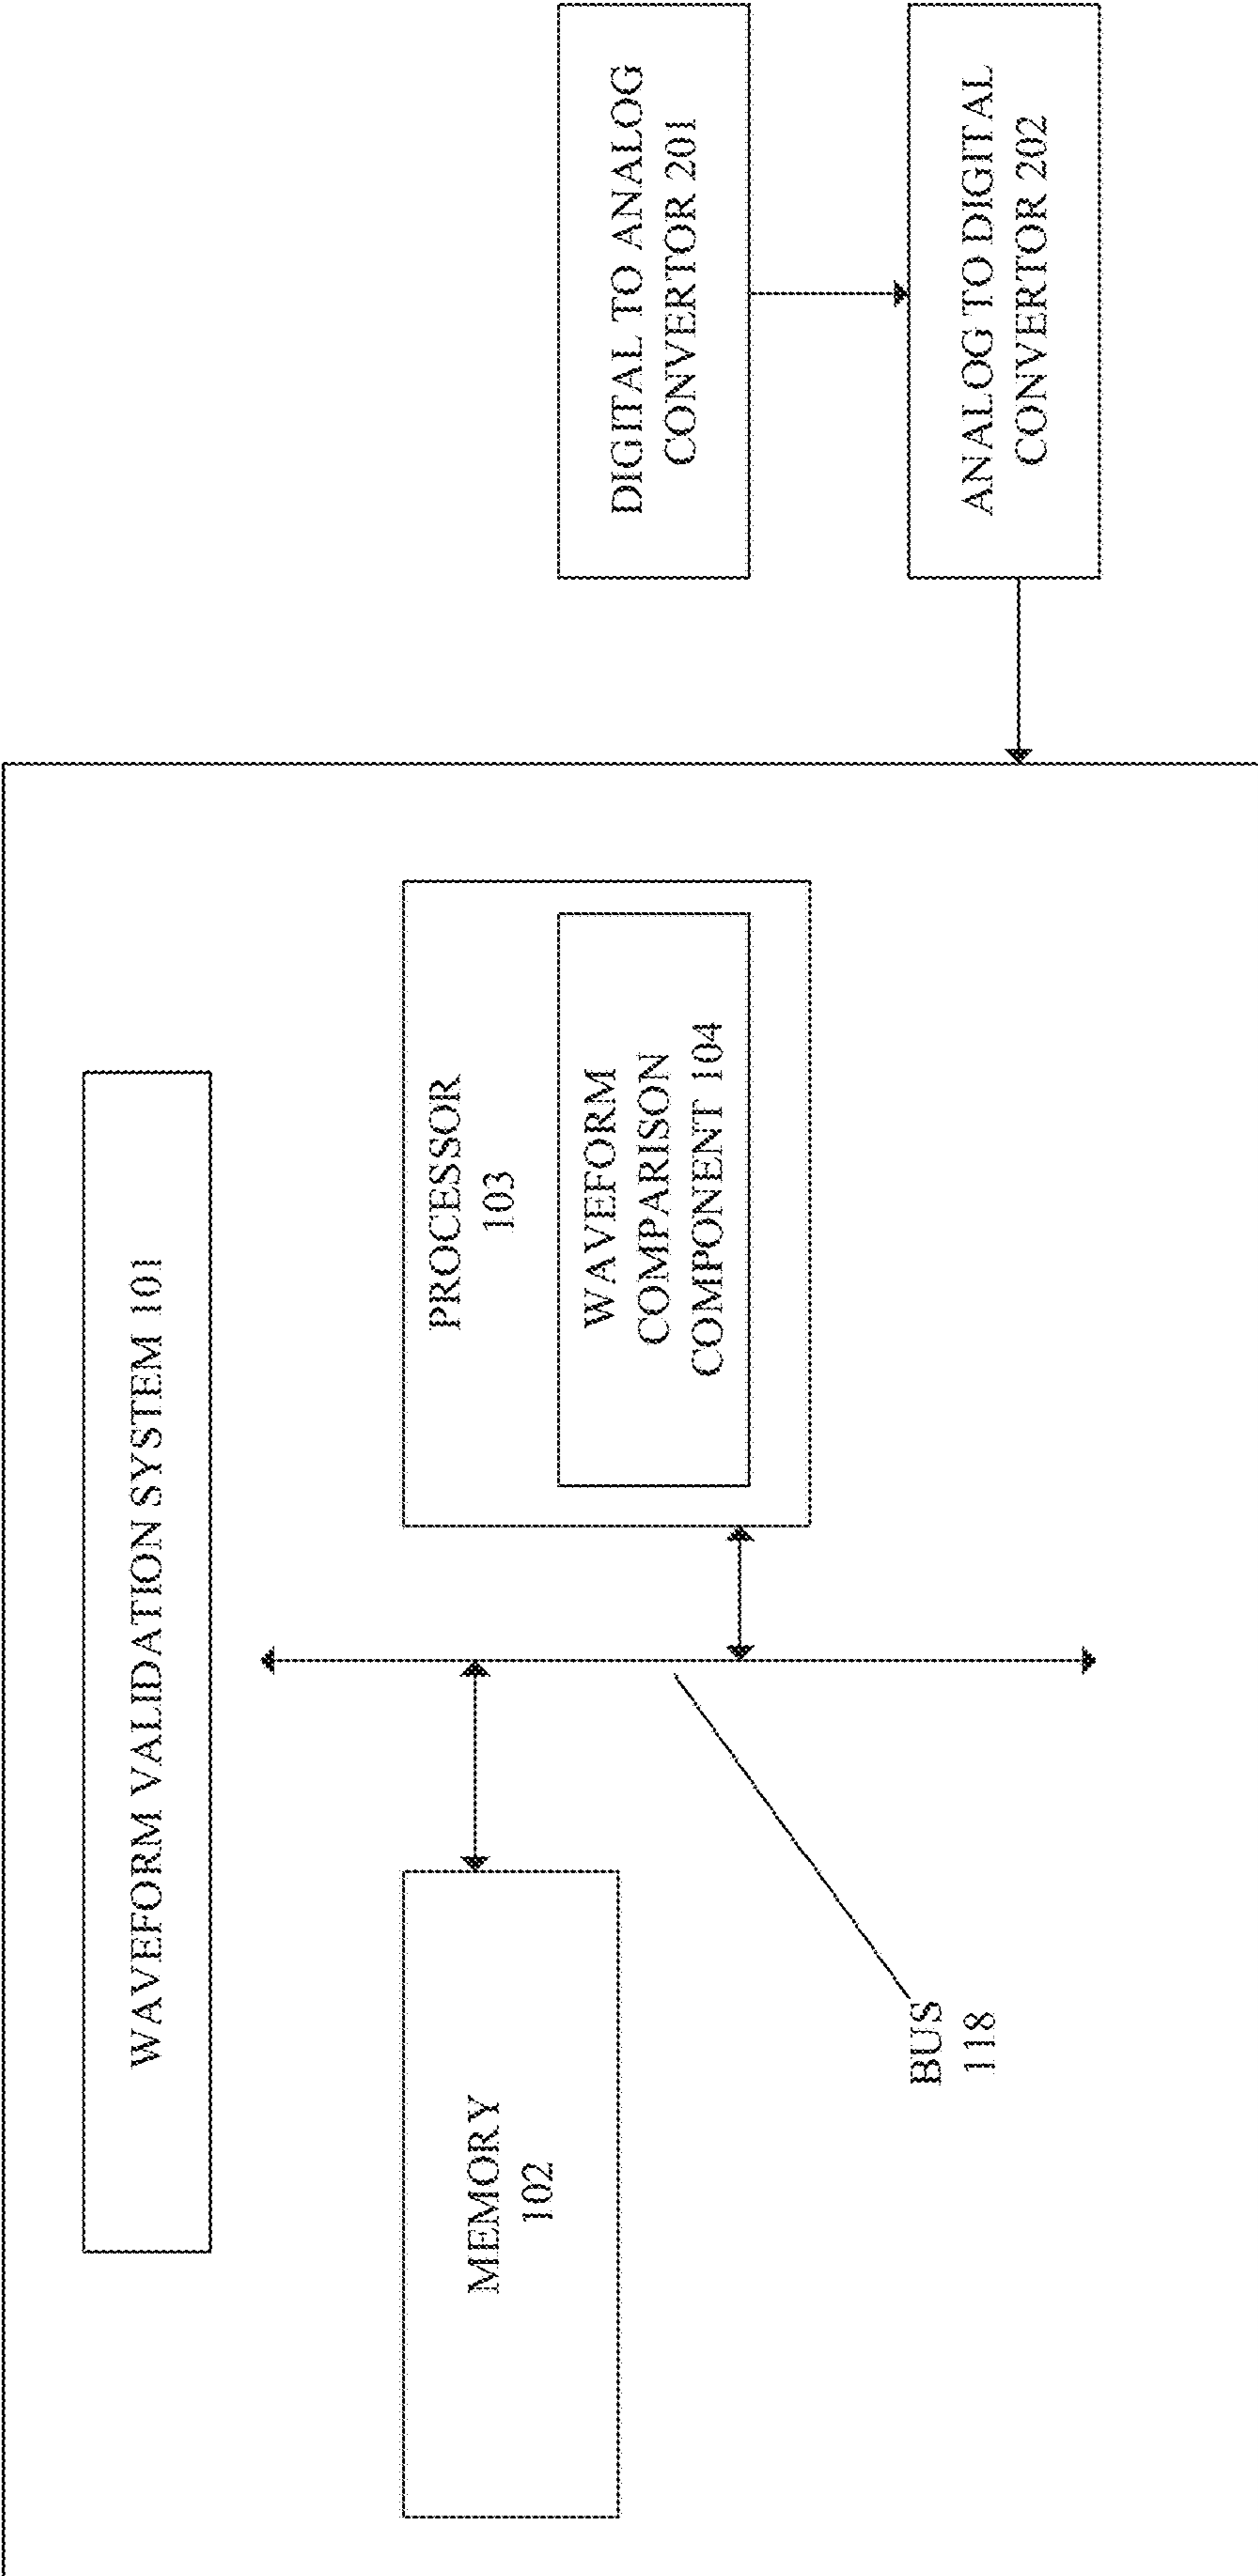 WAVEFORM VALIDATION SYSTEM 101
MEMORY
102
PROCESSOR
103
WAVEFORM
COMPARISON
COMPONENT 104
BUS
118
DIGITAL TO ANALOG
CONVERTOR 201
ANALOG TO DIGITAL
CONVERTOR 202